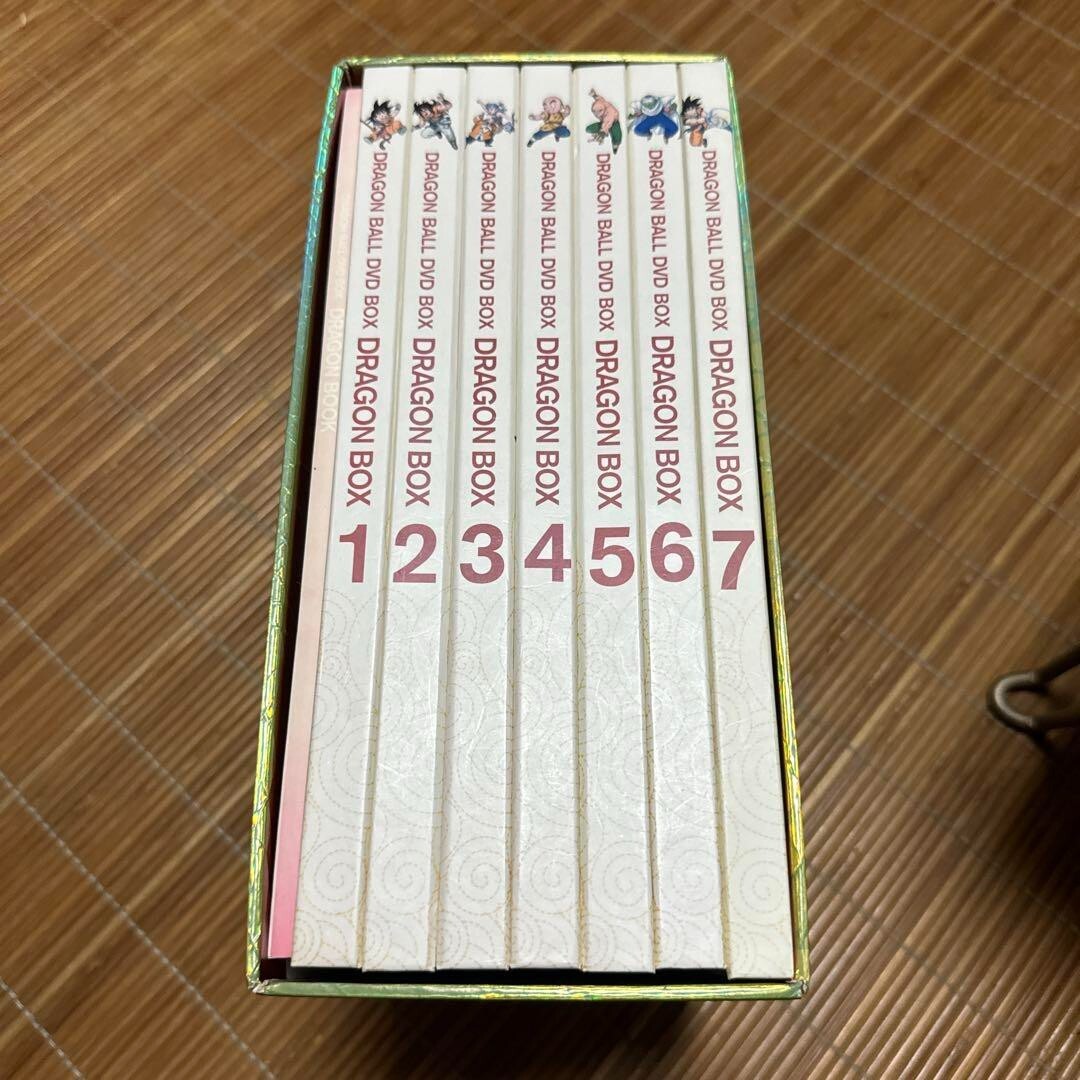 DRAGON BOOK
DRAGON BALL DVD BOX DRAGON BOX 1
DRAGON BALL DVD BOX DRAGON BOX 2
DRAGON BALL DVD BOX DRAGON BOX 3
DRAGON BALL DVD BOX DRAGON BOX 4
DRAGON BALL DVD BOX DRAGON BOX 5
DRAGON BALL DVD BOX DRAGON BOX 6
DRAGON BALL DVD BOX DRAGON BOX 7